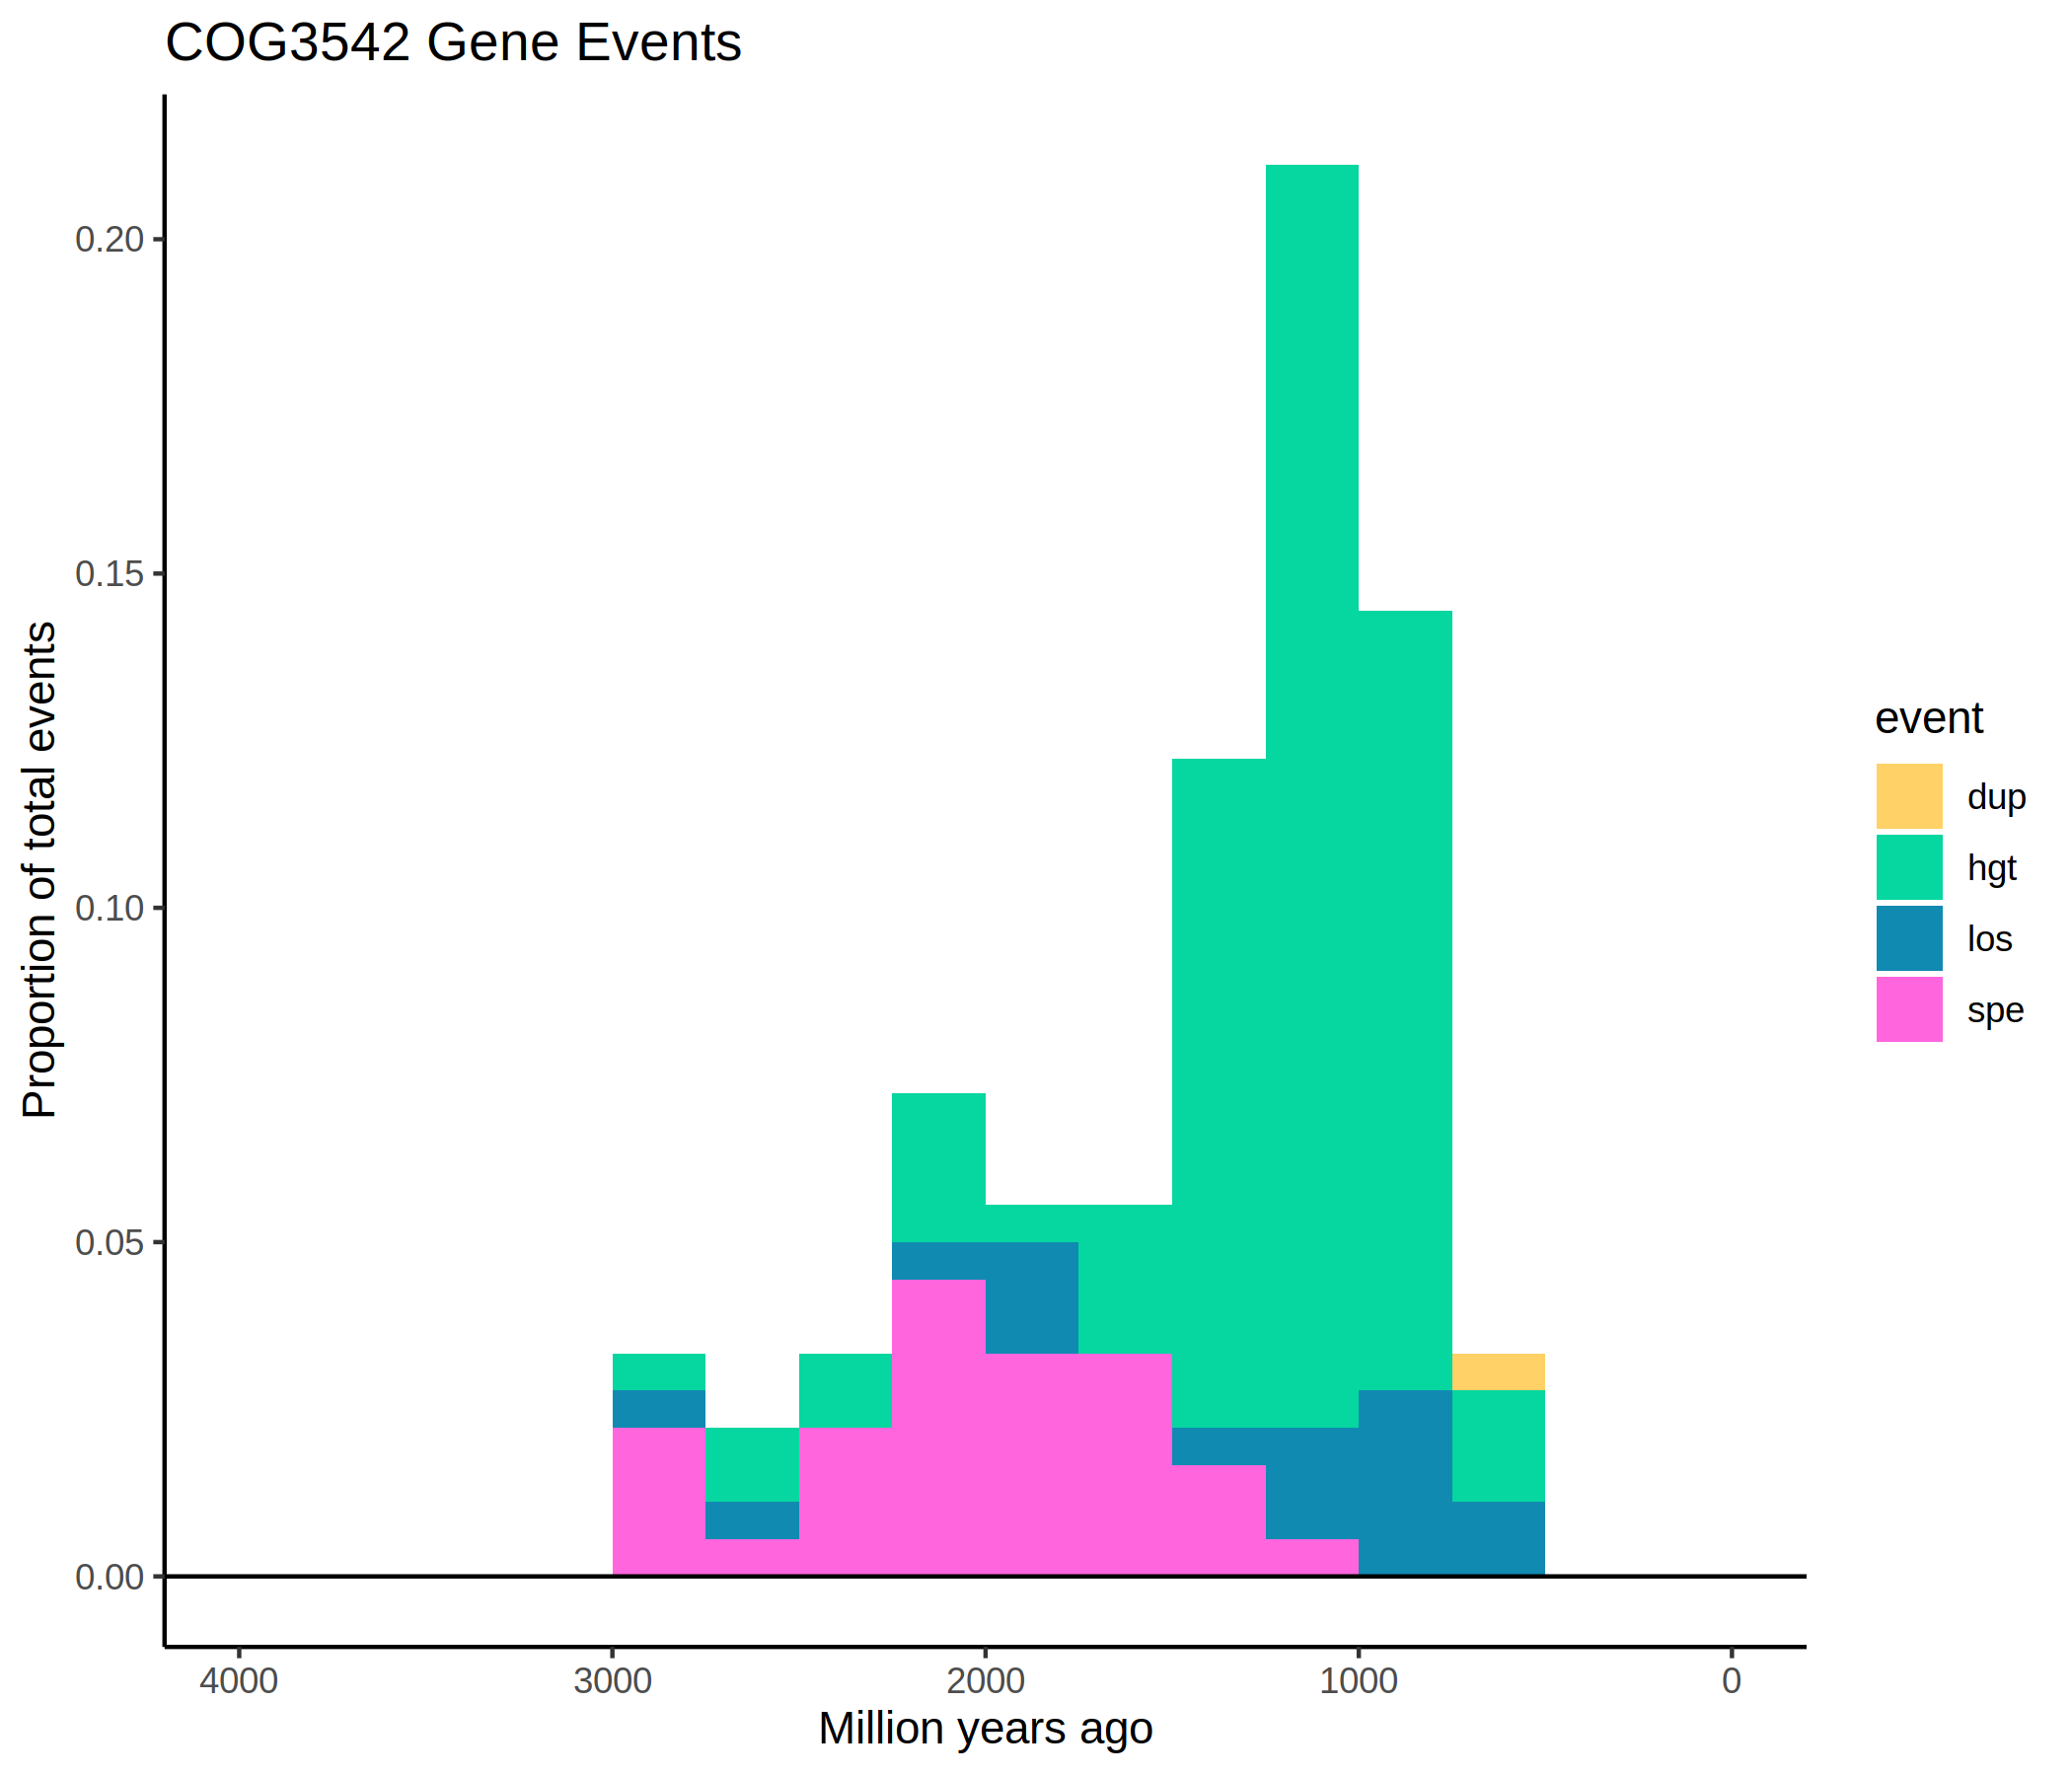 COG3542 Gene Events
Proportion of total events
0.20
0.15
0.10
0.05
0.00
4000 3000 2000 1000 0
Million years ago
event
dup
hgt
los
spe